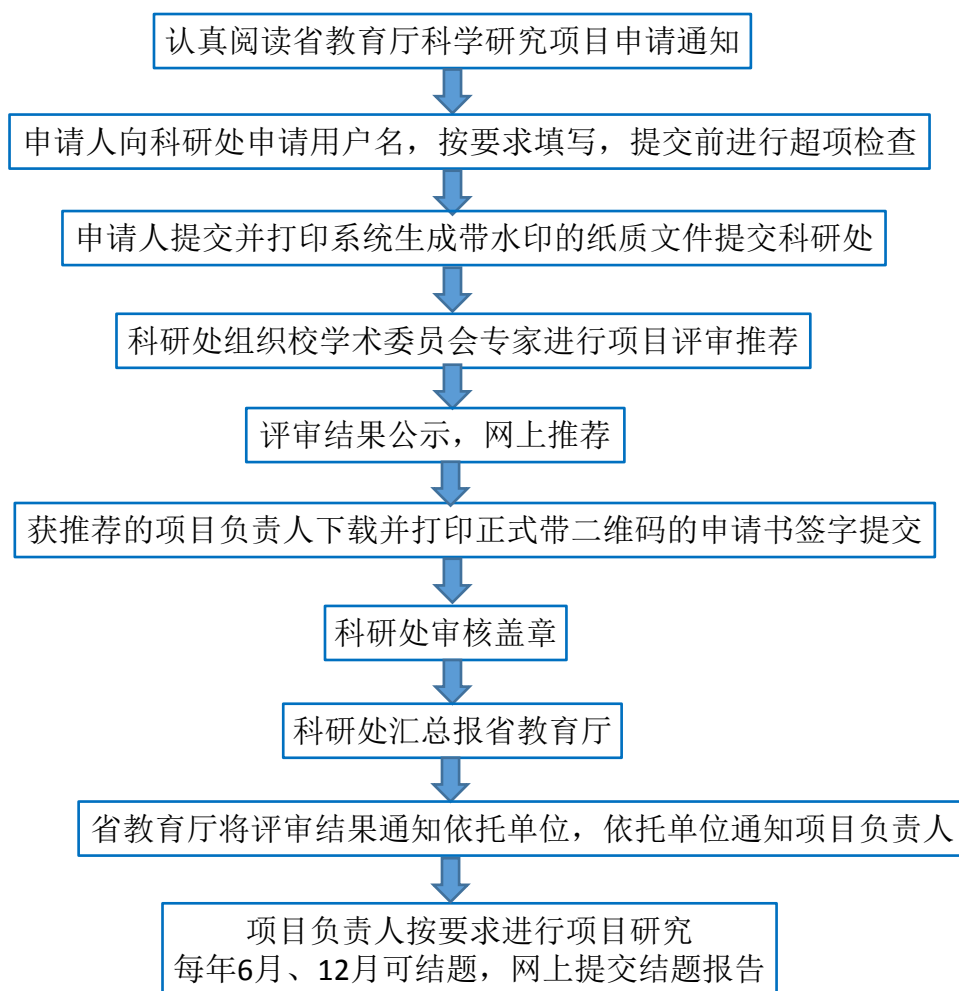 认真阅读省教育厅科学研究项目申请通知
申请人向科研处申请用户名，按要求填写，提交前进行超项检查
申请人提交并打印系统生成带水印的纸质文件提交科研处
科研处组织校学术委员会专家进行项目评审推荐
评审结果公示，网上推荐
获推荐的项目负责人下载并打印正式带二维码的申请书签字提交
科研处审核盖章
科研处汇总报省教育厅
省教育厅将评审结果通知依托单位，依托单位通知项目负责人
项目负责人按要求进行项目研究
每年6月、12月可结题，网上提交结题报告